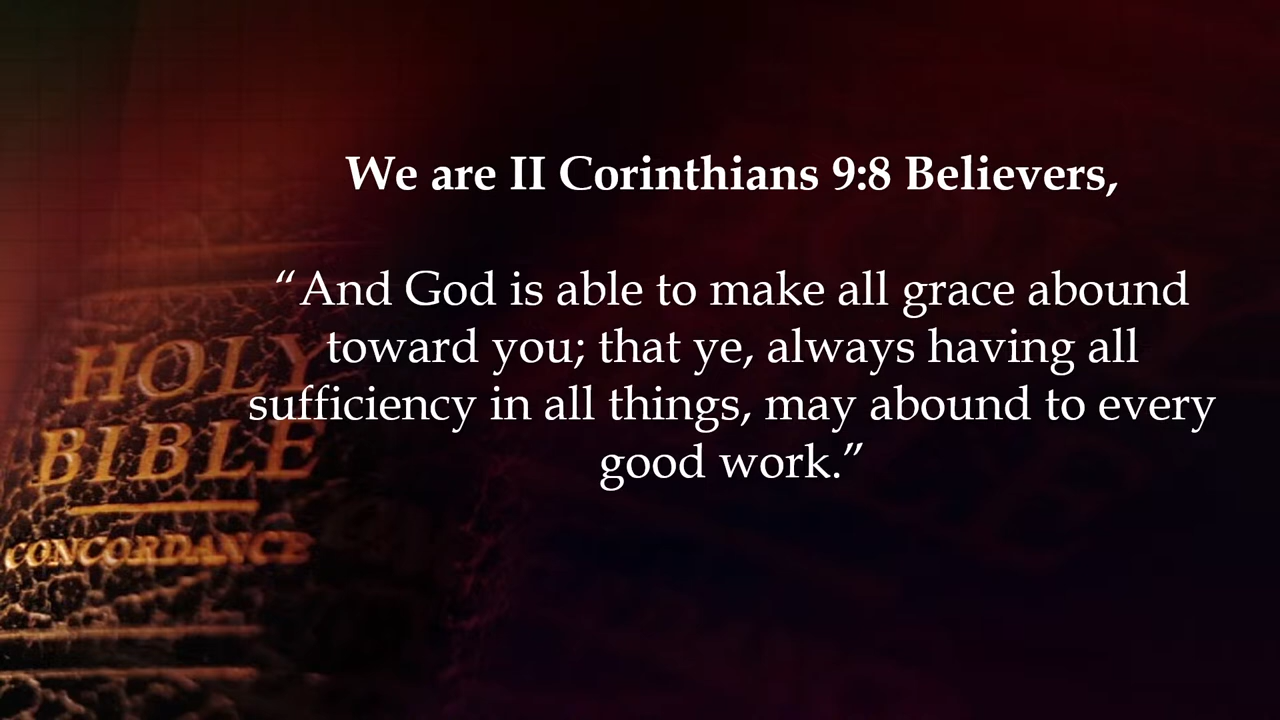 We are II Corinthians 9:8 Believers,
“And God is able to make all grace abound
toward you; that ye, always having all
sufficiency in all things, may abound to every
good work.”
HOLY
BIBLE
CONCORDANCE